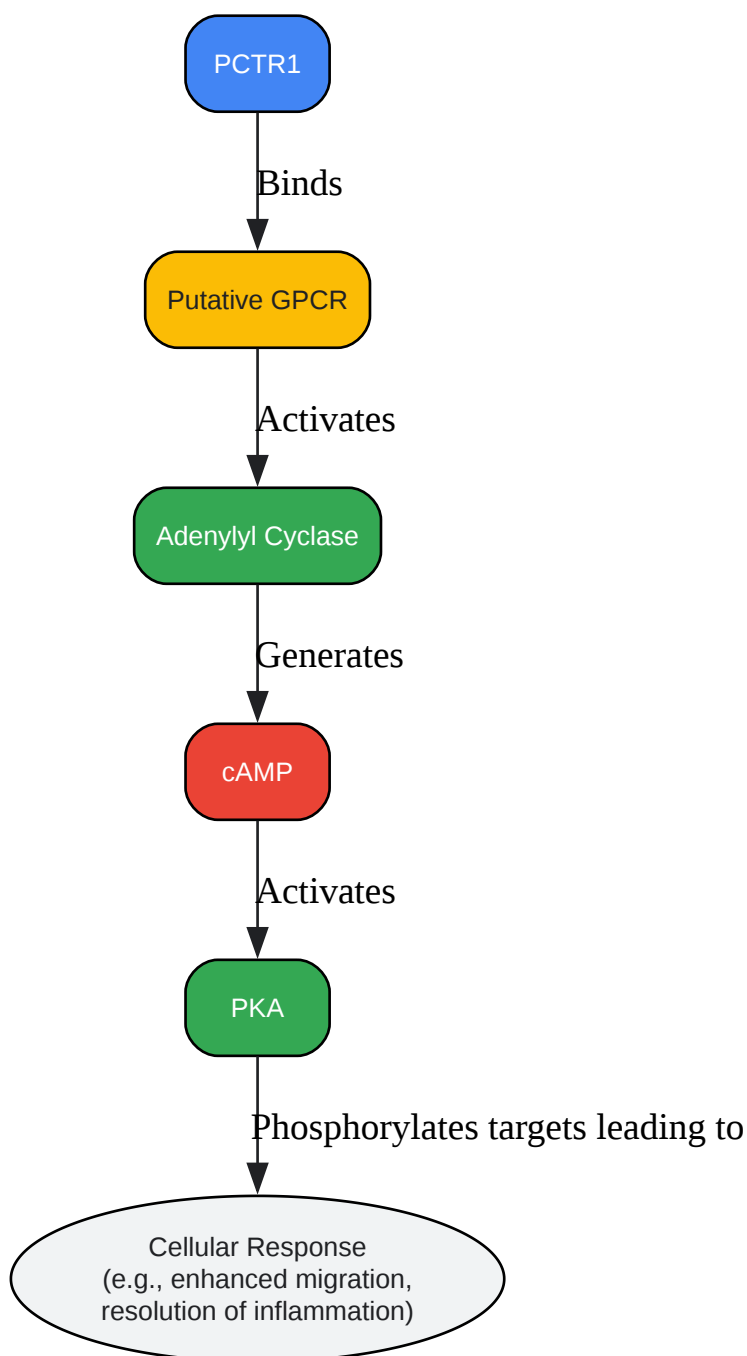 PCTR1
Binds
Putative GPCR
Activates
Adenylyl Cyclase
Generates
cAMP
Activates
PKA
Phosphorylates targets leading to
Cellular Response
(e.g., enhanced migration,
resolution of inflammation)